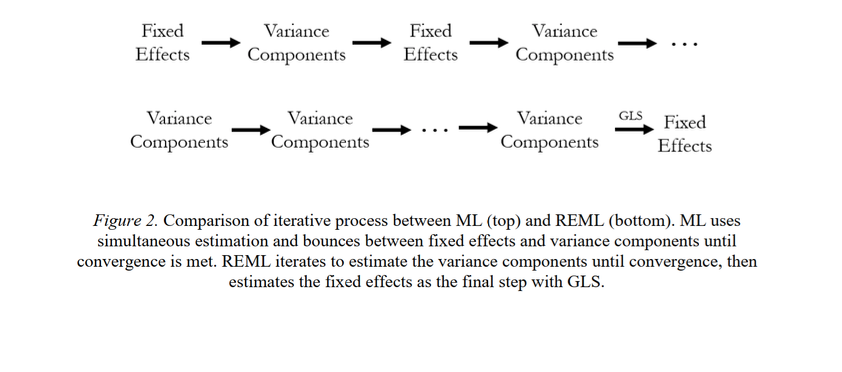 Fixed Effects → Variance Components → Fixed Effects → Variance Components → ...
Variance Components → Variance Components → ... → Variance Components GLS → Fixed Effects
Figure 2. Comparison of iterative process between ML (top) and REML (bottom). ML uses
simultaneous estimation and bounces between fixed effects and variance components until
convergence is met. REML iterates to estimate the variance components until convergence, then
estimates the fixed effects as the final step with GLS.